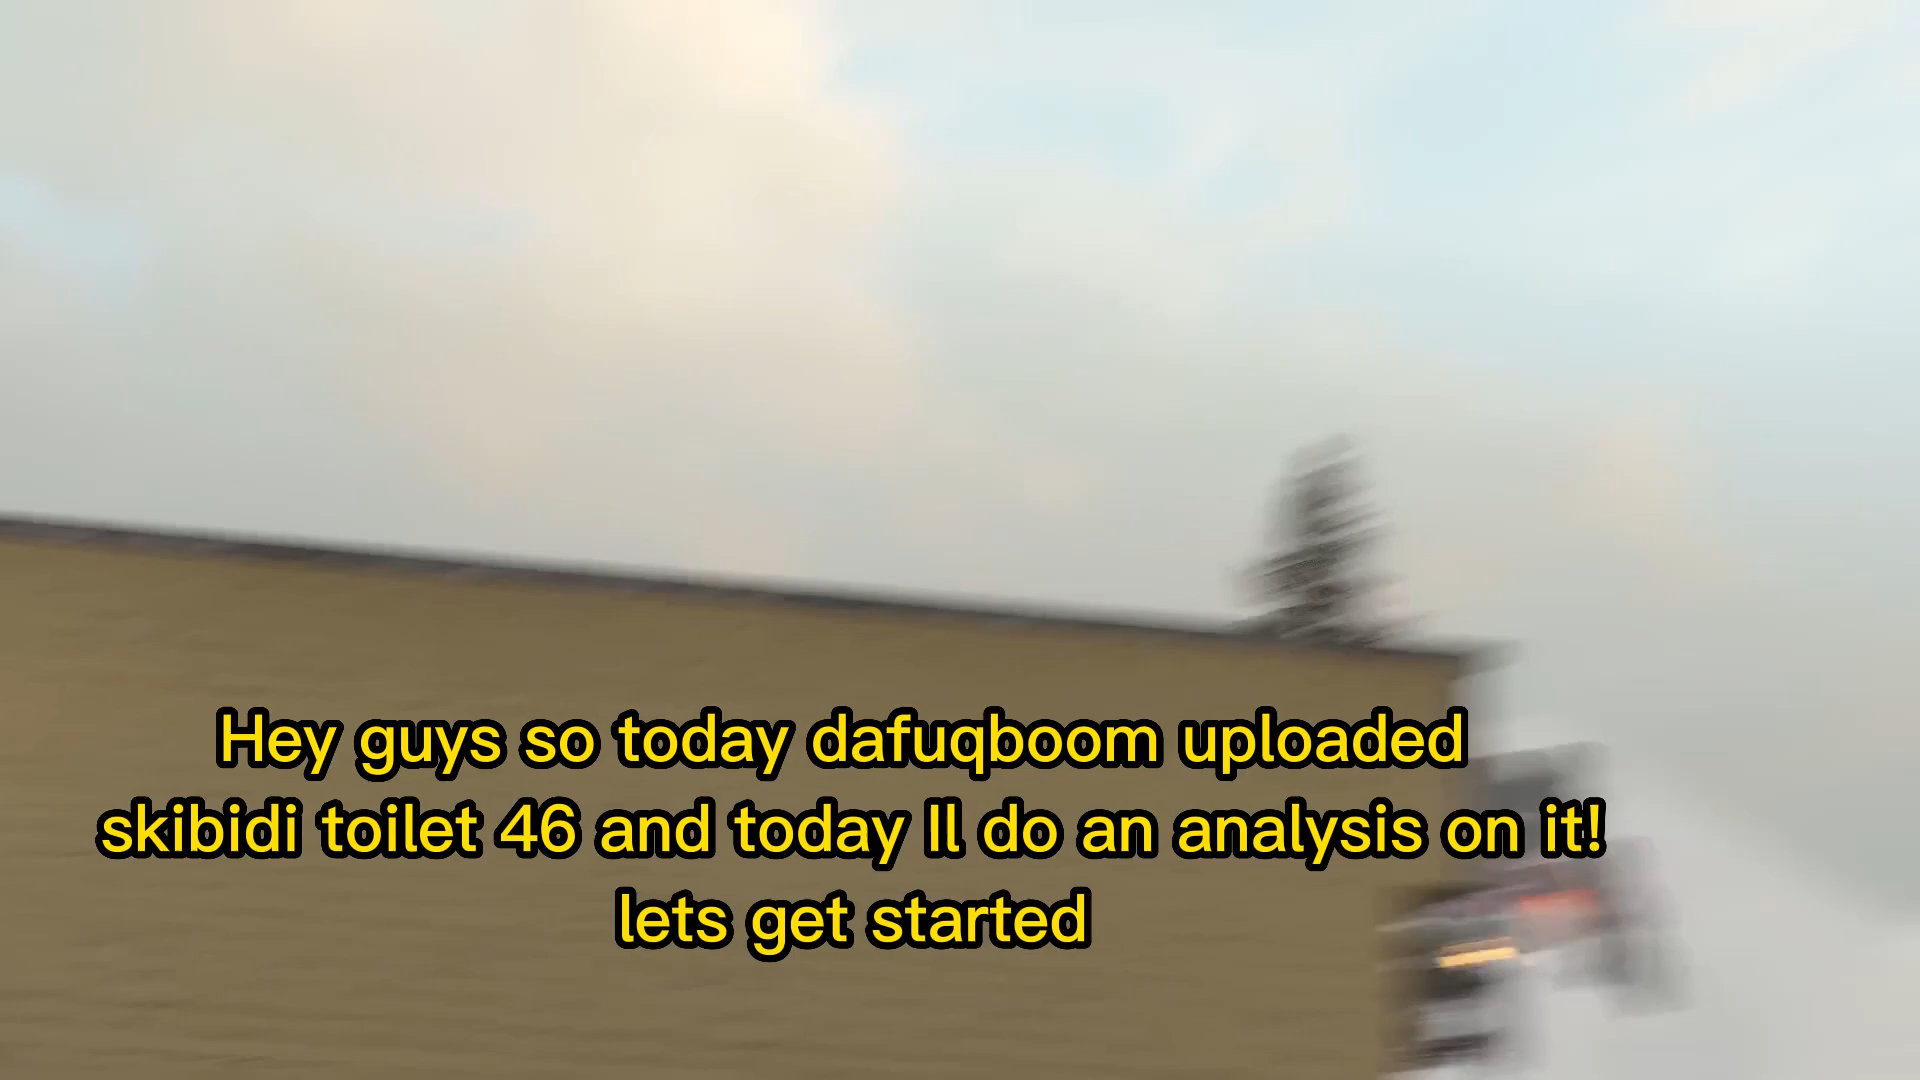 Hey guys so today dafuqboom uploaded
skibidi toilet 46 and today Il do an analysis on it!
lets get started